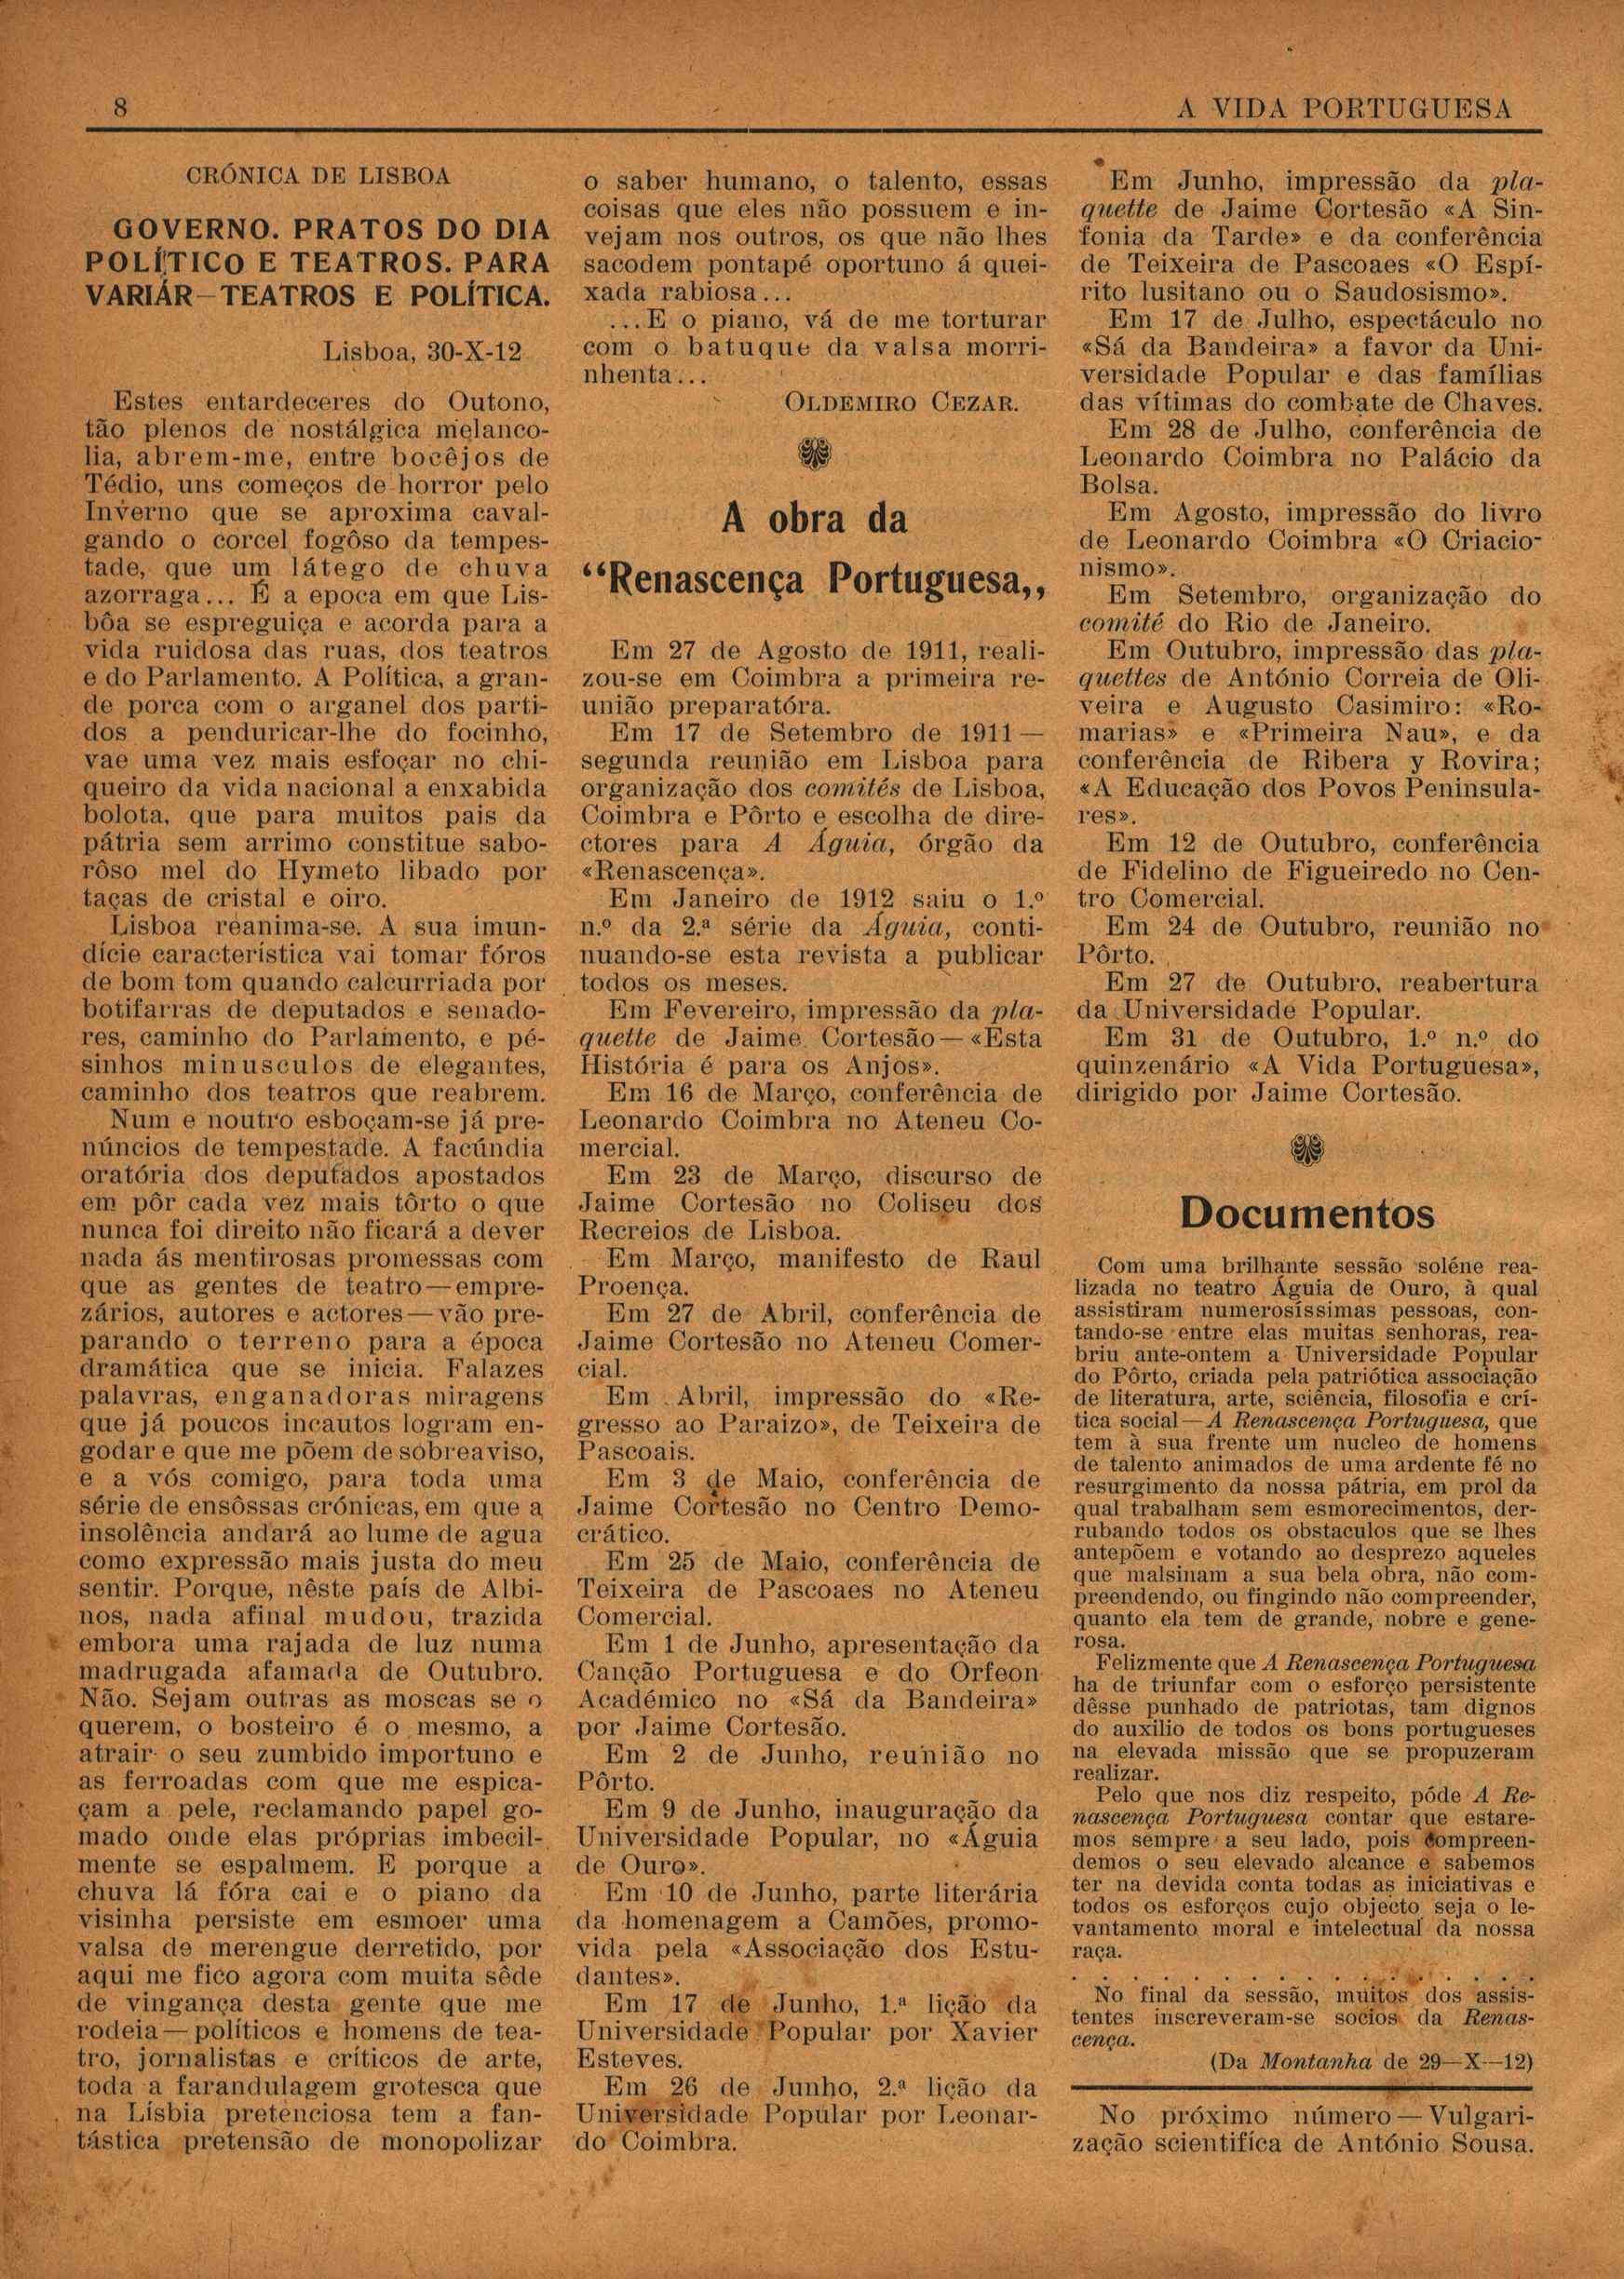 8
A VIDA PORTUGUESA
CRÓNICA DE LISBOA
GOVERNO. PRATOS DO DIA
POLÍTICO E TEATROS. PARA
VARIÁR—TEATROS E POLÍTICA.
Lisboa, 30-X-12
Estes entardeceres do Outono,
tão plenos de nostálgica melanco-
lia, abrem-me, entre bocêjos de
Tédio, uns começos de horror pelo
Inverno que se aproxima caval-
gando o corcel fogôso da tempes-
tade, que um látego de chuva
azorraga... É a epoca em que Lis-
bôa se espreguiça e acorda para a
vida ruidosa das ruas, dos teatros
e do Parlamento. A Política, a gran-
de porca com o arganel dos parti-
dos a penduricar-lhe do focinho,
vae uma vez mais esfoçar no chi-
queiro da vida nacional a enxabida
bolota, que para muitos pais da
pátria sem arrimo constitue sabo-
rôso mel do Hymeto libado por
taças de cristal e oiro.
Lisboa reanima-se. A sua imun-
dície caracteristica vai tomar fóros
de bom tom quando calcurriada por
botifarras de deputados e senado-
res, caminho do Parlamento, e pé-
sinhos minusculos de elegantes,
caminho dos teatros que reabrem.
Num e noutro esboçam-se já pre-
núncios de tempestade. A facúndia
oratória dos deputados apostados
em pôr cada vez mais tôrto o que
nunca foi direito não ficará a dever
nada ás mentirosas promessas com
que as gentes de teatro—empre-
zários, autores e actores—vão pre-
parando o terreno para a época
dramática que se inicia. Falazes
palavras, enganadoras miragens
que já poucos incautos logram en-
godar e que me põem de sobreaviso,
e a vós comigo, para toda uma
série de ensôssas crónicas, em que a
insolência andará ao lume de agua
como expressão mais justa do meu
sentir. Porque, nêste país de Albi-
nos, nada afinal mudou, trazida
embora uma rajada de luz numa
madrugada afamada de Outubro.
Não. Sejam outras as moscas se o
querem, o bosteiro é o mesmo, a
atrair o seu zumbido importuno e
as ferroadas com que me espica-
çam a pele, reclamando papel go-
mado onde elas próprias imbecil-
mente se espalmem. E porque a
chuva lá fóra cai e o piano da
visinha persiste em esmoer uma
valsa de merengue derretido, por
aqui me fico agora com muita sêde
de vingança desta gente que me
rodeia—políticos e homens de tea-
tro, jornalistas e críticos de arte,
toda a farandulagem grotesca que
na Lísbia pretenciosa tem a fan-
tástica pretensão de monopolizar
o saber humano, o talento, essas
coisas que eles não possuem e in-
vejam nos outros, os que não lhes
sacodem pontapé oportuno á quei-
xada rabiosa...
...E o piano, vá de me torturar
com o batuque da valsa morri-
nhenta...
OLDEMIRO CEZAR.
A obra da
“Renascença Portuguesa,,
Em 27 de Agosto de 1911, reali-
zou-se em Coimbra a primeira re-
união preparatóra.
Em 17 de Setembro de 1911—
segunda reunião em Lisboa para
organização dos comités de Lisboa,
Coimbra e Pôrto e escolha de dire-
ctores para A Águia, órgão da
«Renascença».
Em Janeiro de 1912 saiu o 1.º
n.º da 2.ª série da Águia, conti-
nuando-se esta revista a publicar
todos os meses.
Em Fevereiro, impressão da pla-
quette de Jaime Cortesão—«Esta
História é para os Anjos».
Em 16 de Março, conferência de
Leonardo Coimbra no Ateneu Co-
mercial.
Em 23 de Março, discurso de
Jaime Cortesão no Coliseu dos
Recreios de Lisboa.
Em Março, manifesto de Raul
Proença.
Em 27 de Abril, conferência de
Jaime Cortesão no Ateneu Comer-
cial.
Em Abril, impressão do «Re-
gresso ao Paraizo», de Teixeira de
Pascoais.
Em 3 de Maio, conferência de
Jaime Cortesão no Centro Demo-
crático.
Em 25 de Maio, conferência de
Teixeira de Pascoaes no Ateneu
Comercial.
Em 1 de Junho, apresentação da
Canção Portuguesa e do Orfeon
Académico no «Sá da Bandeira»
por Jaime Cortesão.
Em 2 de Junho, reunião no
Pôrto.
Em 9 de Junho, inauguração da
Universidade Popular, no «Águia
de Ouro».
Em 10 de Junho, parte literária
da homenagem a Camões, promo-
vida pela «Associação dos Estu-
dantes».
Em 17 de Junho, 1.ª lição da
Universidade Popular por Xavier
Esteves.
Em 26 de Junho, 2.ª lição da
Universidade Popular por Leonar-
do Coimbra.
Em Junho, impressão da pla-
quette de Jaime Cortesão «A Sin-
fonia da Tarde» e da conferência
de Teixeira de Pascoaes «O Espí-
rito lusitano ou o Saudosismo».
Em 17 de Julho, espectáculo no
«Sá da Bandeira» a favor da Uni-
versidade Popular e das famílias
das vítimas do combate de Chaves.
Em 28 de Julho, conferência de
Leonardo Coimbra no Palácio da
Bolsa.
Em Agosto, impressão do livro
de Leonardo Coimbra «O Criacio-
nismo».
Em Setembro, organização do
comité do Rio de Janeiro.
Em Outubro, impressão das pla-
quettes de António Correia de Oli-
veira e Augusto Casimiro: «Ro-
marias» e «Primeira Nau», e da
conferência de Ribera y Rovira;
«A Educação dos Povos Peninsula-
res».
Em 12 de Outubro, conferência
de Fidelino de Figueiredo no Cen-
tro Comercial.
Em 24 de Outubro, reunião no
Pôrto.
Em 27 de Outubro, reabertura
da Universidade Popular.
Em 31 de Outubro, 1.º n.º do
quinzenário «A Vida Portuguesa»,
dirigido por Jaime Cortesão.
Documentos
Com uma brilhante sessão soléne rea-
lizada no teatro Águia de Ouro, à qual
assistiram numerosíssimas pessoas, con-
tando-se entre elas muitas senhoras, rea-
briu ante-ontem a Universidade Popular
do Pôrto, criada pela patriótica associação
de literatura, arte, sciência, filosofia e crí-
tica social—A Renascença Portuguesa, que
tem à sua frente um nucleo de homens
de talento animados de uma ardente fé no
resurgimento da nossa pátria, em prol da
qual trabalham sem esmorecimentos, der-
rubando todos os obstaculos que se lhes
antepõem e votando ao desprezo aqueles
que malsinam a sua bela obra, não com-
preendendo, ou fingindo não compreender,
quanto ela tem de grande, nobre e gene-
rosa.
Felizmente que A Renascença Portuguesa
ha de triunfar com o esforço persistente
dêsse punhado de patriotas, tam dignos
do auxilio de todos os bons portugueses
na elevada missão que se propuzeram
realizar.
Pelo que nos diz respeito, póde A Re-
nascença Portuguesa contar que estare-
mos sempre a seu lado, pois compreen-
demos o seu elevado alcance e sabemos
ter na devida conta todas as iniciativas e
todos os esforços cujo objecto seja o le-
vantamento moral e intelectual da nossa
raça.
. . . . . . . . . . . . . . . . .
No final da sessão, muitos dos assis-
tentes inscreveram-se socios da Renas-
cença.
(Da Montanha de 29—X—12)
No próximo número—Vulgari-
zação scientifíca de António Sousa.